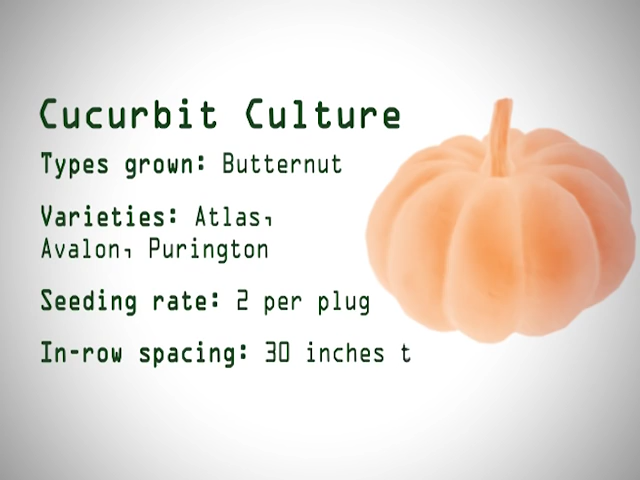 Cucurbit Culture
Types grown: Butternut
Varieties: Atlas,
Avalon, Purington
Seeding rate: 2 per plug
In-row spacing: 30 inches t